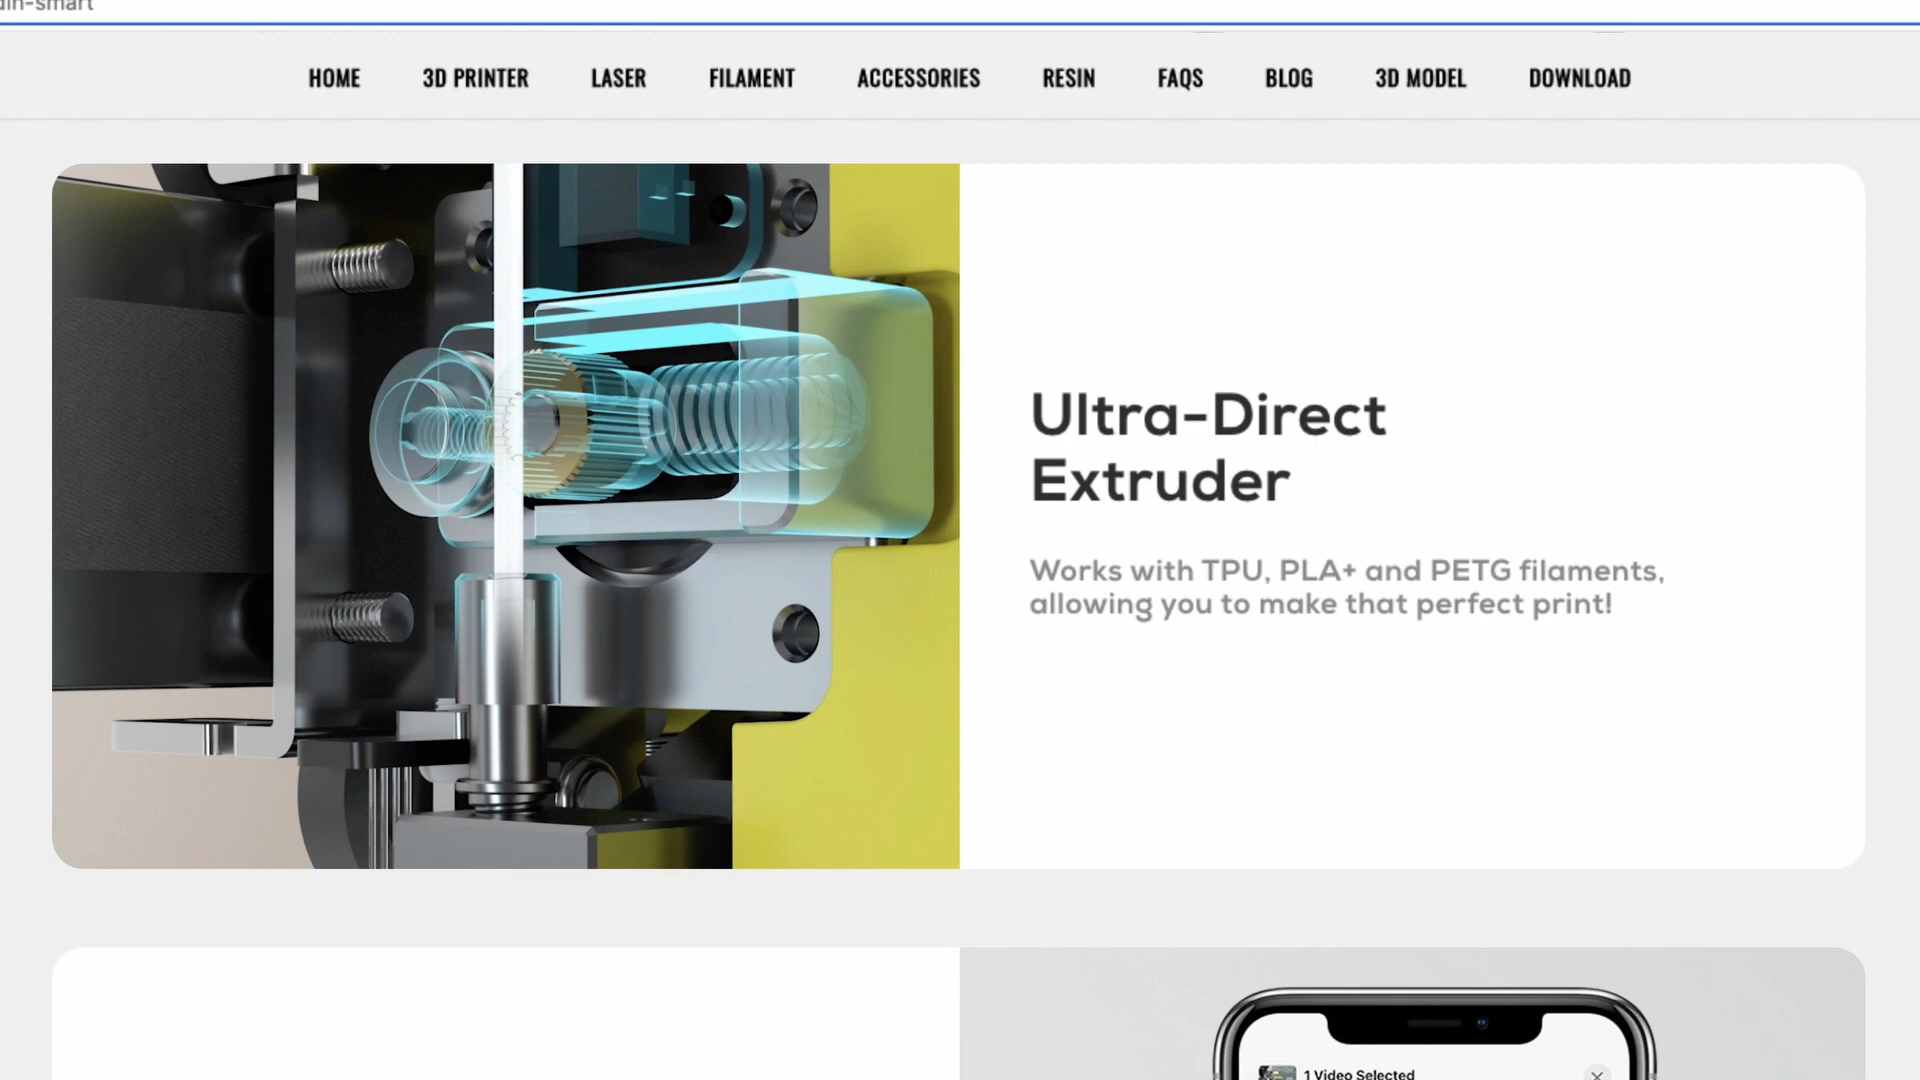 HOME 3D PRINTER LASER FILAMENT ACCESSORIES RESIN FAQS BLOG 3D MODEL DOWNLOAD
Ultra-Direct
Extruder
Works with TPU, PLA+ and PETG filaments,
allowing you to make that perfect print!
1 Video Selected